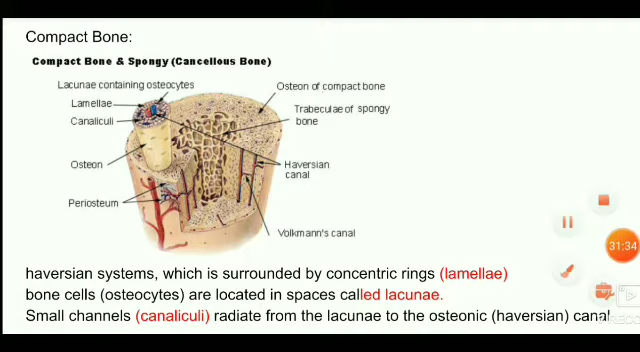 Compact Bone:
Compact Bone & Spongy (Cancellous Bone)
Lacunae containing osteocytes
Osteon of compact bone
Lamellae
Trabeculae of spongy
bone
Canaliculi
Osteon
Haversian
canal
Periosteum
Volkmann's canal
31:34
haversian systems, which is surrounded by concentric rings (lamellae)
bone cells (osteocytes) are located in spaces called lacunae.
Small channels (canaliculi) radiate from the lacunae to the osteonic (haversian) canal